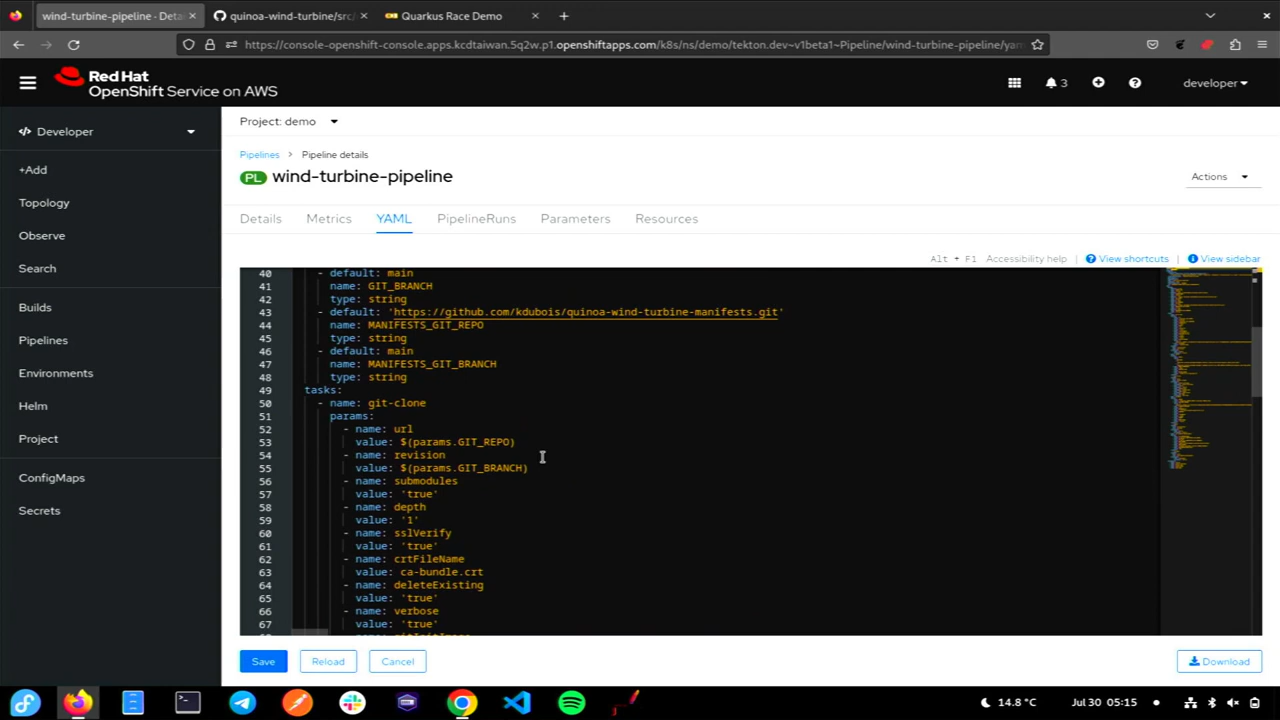 wind-turbine-pipeline · Detai
quinoa-wind-turbine/src/
Quarkus Race Demo
https://console-openshift-console.apps.kcdtaiwan.5q2w.p1.openshiftapps.com/k8s/ns/demo/tekton.dev~v1beta1~Pipeline/wind-turbine-pipeline/yam
Red Hat
OpenShift Service on AWS
3
developer
Developer
+Add
Topology
Observe
Search
Builds
Pipelines
Environments
Helm
Project
ConfigMaps
Secrets
Project: demo
Pipelines > Pipeline details
PL wind-turbine-pipeline
Actions
Details Metrics YAML PipelineRuns Parameters Resources
Alt + F1 Accessibility help View shortcuts View sidebar
40 - default: main
41 name: GIT_BRANCH
42 type: string
43 - default: 'https://github.com/kdubois/quinoa-wind-turbine-manifests.git'
44 name: MANIFESTS_GIT_REPO
45 type: string
46 - default: main
47 name: MANIFESTS_GIT_BRANCH
48 type: string
49 tasks:
50 - name: git-clone
51 params:
52 - name: url
53 value: $(params.GIT_REPO)
54 - name: revision
55 value: $(params.GIT_BRANCH)
56 - name: submodules
57 value: 'true'
58 - name: depth
59 value: '1'
60 - name: sslVerify
61 value: 'true'
62 - name: crtFileName
63 value: ca-bundle.crt
64 - name: deleteExisting
65 value: 'true'
66 - name: verbose
67 value: 'true'
Save Reload Cancel Download
14.8 °C Jul 30 05:15